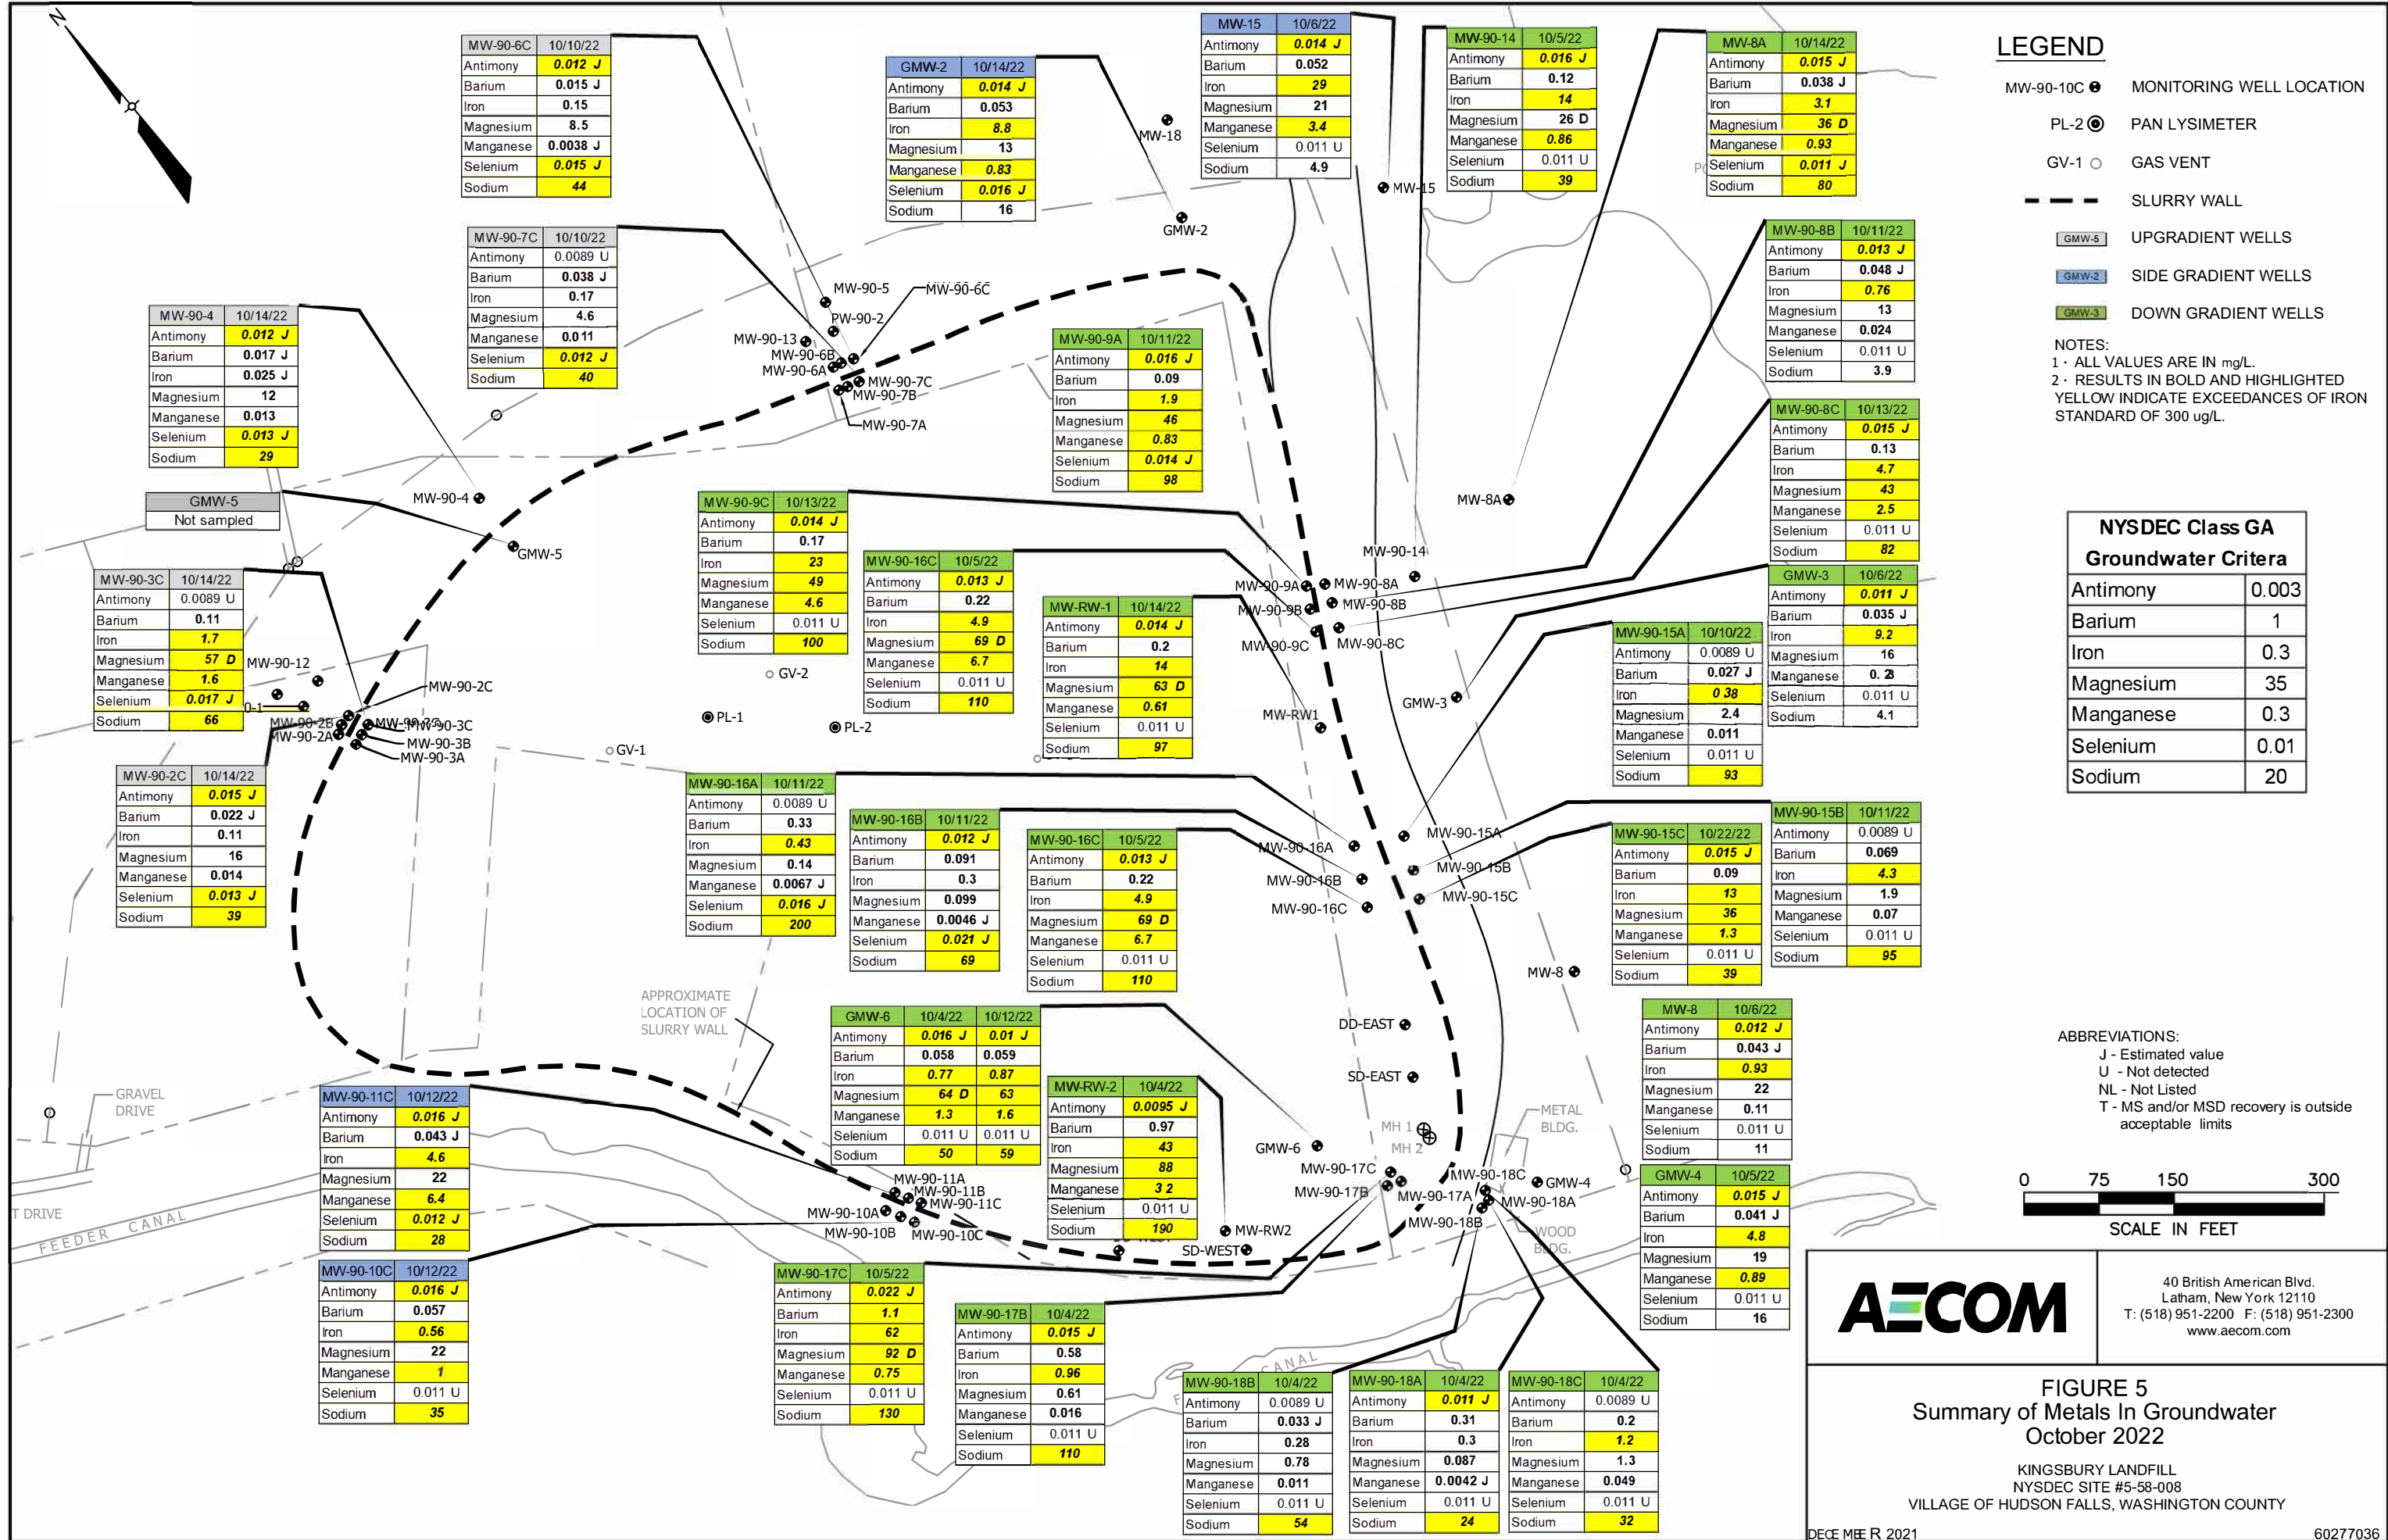 N
MW-90-6C 10/10/22
Antimony 0.012 J
Barium 0.015 J
Iron 0.15
Magnesium 8.5
Manganese 0.0038 J
Selenium 0.015 J
Sodium 44
GMW-2 10/14/22
Antimony 0.014 J
Barium 0.053
Iron 8.8
Magnesium 13
Manganese 0.83
Selenium 0.016 J
Sodium 16
MW-15 10/6/22
Antimony 0.014 J
Barium 0.052
Iron 29
Magnesium 21
Manganese 3.4
Selenium 0.011 U
Sodium 4.9
MW-90-14 10/5/22
Antimony 0.016 J
Barium 0.12
Iron 14
Magnesium 26 D
Manganese 0.86
Selenium 0.011 U
Sodium 39
MW-8A 10/14/22
Antimony 0.015 J
Barium 0.038 J
Iron 3.1
Magnesium 36 D
Manganese 0.93
Selenium 0.011 J
Sodium 80
MW-90-7C 10/10/22
Antimony 0.0089 U
Barium 0.038 J
Iron 0.17
Magnesium 4.6
Manganese 0.011
Selenium 0.012 J
Sodium 40
MW-90-8B 10/11/22
Antimony 0.013 J
Barium 0.048 J
Iron 0.76
Magnesium 13
Manganese 0.024
Selenium 0.011 U
Sodium 3.9
MW-90-4 10/14/22
Antimony 0.012 J
Barium 0.017 J
Iron 0.025 J
Magnesium 12
Manganese 0.013
Selenium 0.013 J
Sodium 29
MW-90-9A 10/11/22
Antimony 0.016 J
Barium 0.09
Iron 1.9
Magnesium 46
Manganese 0.83
Selenium 0.014 J
Sodium 98
MW-90-8C 10/13/22
Antimony 0.015 J
Barium 0.13
Iron 4.7
Magnesium 43
Manganese 2.5
Selenium 0.011 U
Sodium 82
GMW-5
Not sampled
MW-90-9C 10/13/22
Antimony 0.014 J
Barium 0.17
Iron 23
Magnesium 49
Manganese 4.6
Selenium 0.011 U
Sodium 100
MW-90-16C 10/5/22
Antimony 0.013 J
Barium 0.22
Iron 4.9
Magnesium 69 D
Manganese 6.7
Selenium 0.011 U
Sodium 110
MW-RW-1 10/14/22
Antimony 0.014 J
Barium 0.2
Iron 14
Magnesium 63 D
Manganese 0.61
Selenium 0.011 U
Sodium 97
MW-90-3C 10/14/22
Antimony 0.0089 U
Barium 0.11
Iron 1.7
Magnesium 57 D
Manganese 1.6
Selenium 0.017 J
Sodium 66
GMW-3 10/6/22
Antimony 0.011 J
Barium 0.035 J
Iron 9.2
Magnesium 16
Manganese
Selenium 0.011 U
Sodium 4.1
MW-90-15A 10/10/22
Antimony 0.0089 U
Barium 0.027 J
Iron 0 38
Magnesium 2.4
Manganese 0.011
Selenium 0.011 U
Sodium 93
MW-90-2C 10/14/22
Antimony 0.015 J
Barium 0.022 J
Iron 0.11
Magnesium 16
Manganese 0.014
Selenium 0.013 J
Sodium 39
MW-90-16A 10/11/22
Antimony 0.0089 U
Barium 0.33
Iron 0.43
Magnesium 0.14
Manganese 0.0067 J
Selenium 0.016 J
Sodium 200
MW-90-16B 10/11/22
Antimony 0.012 J
Barium 0.091
Iron 0.3
Magnesium 0.099
Manganese 0.0046 J
Selenium 0.021 J
Sodium 69
MW-90-16C 10/5/22
Antimony 0.013 J
Barium 0.22
Iron 4.9
Magnesium 69 D
Manganese 6.7
Selenium 0.011 U
Sodium 110
MW-90-15C 10/22/22
Antimony 0.015 J
Barium 0.09
Iron 13
Magnesium 36
Manganese 1.3
Selenium 0.011 U
Sodium 39
MW-90-15B 10/11/22
Antimony 0.0089 U
Barium 0.069
Iron 4.3
Magnesium 1.9
Manganese 0.07
Selenium 0.011 U
Sodium 95
GMW-6 10/4/22 10/12/22
Antimony 0.016 J 0.01 J
Barium 0.058 0.059
Iron 0.77 0.87
Magnesium 64 D 63
Manganese 1.3 1.6
Selenium 0.011 U 0.011 U
Sodium 50 59
MW-RW-2 10/4/22
Antimony 0.0095 J
Barium 0.97
Iron 43
Magnesium 88
Manganese 3 2
Selenium 0.011 U
Sodium 190
MW-8 10/6/22
Antimony 0.012 J
Barium 0.043 J
Iron 0.93
Magnesium 22
Manganese 0.11
Selenium 0.011 U
Sodium 11
MW-90-11C 10/12/22
Antimony 0.016 J
Barium 0.043 J
Iron 4.6
Magnesium 22
Manganese 6.4
Selenium 0.012 J
Sodium 28
GMW-4 10/5/22
Antimony 0.015 J
Barium 0.041 J
Iron 4.8
Magnesium 19
Manganese 0.89
Selenium 0.011 U
Sodium 16
MW-90-10C 10/12/22
Antimony 0.016 J
Barium 0.057
Iron 0.56
Magnesium 22
Manganese 1
Selenium 0.011 U
Sodium 35
MW-90-17C 10/5/22
Antimony 0.022 J
Barium 1.1
Iron 62
Magnesium 92 D
Manganese 0.75
Selenium 0.011 U
Sodium 130
MW-90-17B 10/4/22
Antimony 0.015 J
Barium 0.58
Iron 0.96
Magnesium 0.61
Manganese 0.016
Selenium 0.011 U
Sodium 110
MW-90-18B 10/4/22
Antimony 0.0089 U
Barium 0.033 J
Iron 0.28
Magnesium 0.78
Manganese 0.011
Selenium 0.011 U
Sodium 54
MW-90-18A 10/4/22
Antimony 0.011 J
Barium 0.31
Iron 0.3
Magnesium 0.087
Manganese 0.0042 J
Selenium 0.011 U
Sodium 24
MW-90-18C 10/4/22
Antimony 0.0089 U
Barium 0.2
Iron 1.2
Magnesium 1.3
Manganese 0.049
Selenium 0.011 U
Sodium 32
MW-18
MW-15
GMW-2
MW-90-5
MW-90-6C
PW-90-2
MW-90-13
MW-90-6B
MW-90-6A
MW-90-7C
MW-90-7B
MW-90-7A
MW-90-4
GMW-5
MW-8A
MW-90-14
MW-90-9A
MW-90-8A
MW-90-9B
MW-90-8B
MW-90-9C
MW-90-8C
MW-90-12
0-1
MW-90-2C
MW-90-2B
MW-90-3C
MW-90-2A
MW-90-3B
MW-90-3A
GV-2
PL-1
PL-2
GV-1
GMW-3
MW-RW1
MW-90-15A
MW-90-16A
MW-90-15B
MW-90-16B
MW-90-15C
MW-90-16C
MW-8
APPROXIMATE
LOCATION OF
SLURRY WALL
DD-EAST
SD-EAST
GRAVEL
DRIVE
T DRIVE
FEEDER CANAL
MH 1
MH 2
METAL
BLDG.
GMW-6
MW-90-17C
MW-90-17B
MW-90-17A
MW-90-18C
GMW-4
MW-90-18A
MW-90-18B
WOOD
BLDG.
MW-90-11A
MW-90-11B
MW-90-11C
MW-90-10A
MW-90-10B
MW-90-10C
MW-RW2
SD-WEST
CANAL
LEGEND
MW-90-10C MONITORING WELL LOCATION
PL-2 PAN LYSIMETER
GV-1 GAS VENT
SLURRY WALL
GMW-5 UPGRADIENT WELLS
GMW-2 SIDE GRADIENT WELLS
GMW-3 DOWN GRADIENT WELLS
NOTES:
1 · ALL VALUES ARE IN mg/L.
2 · RESULTS IN BOLD AND HIGHLIGHTED
YELLOW INDICATE EXCEEDANCES OF IRON
STANDARD OF 300 ug/L.
NYSDEC Class GA
Groundwater Critera
Antimony 0.003
Barium 1
Iron 0.3
Magnesium 35
Manganese 0.3
Selenium 0.01
Sodium 20
ABBREVIATIONS:
J - Estimated value
U - Not detected
NL - Not Listed
T - MS and/or MSD recovery is outside
acceptable limits
0 75 150 300
SCALE IN FEET
AECOM
40 British American Blvd.
Latham, New York 12110
T: (518) 951-2200 F: (518) 951-2300
www.aecom.com
FIGURE 5
Summary of Metals In Groundwater
October 2022
KINGSBURY LANDFILL
NYSDEC SITE #5-58-008
VILLAGE OF HUDSON FALLS, WASHINGTON COUNTY
DECEMBER 2021 60277036